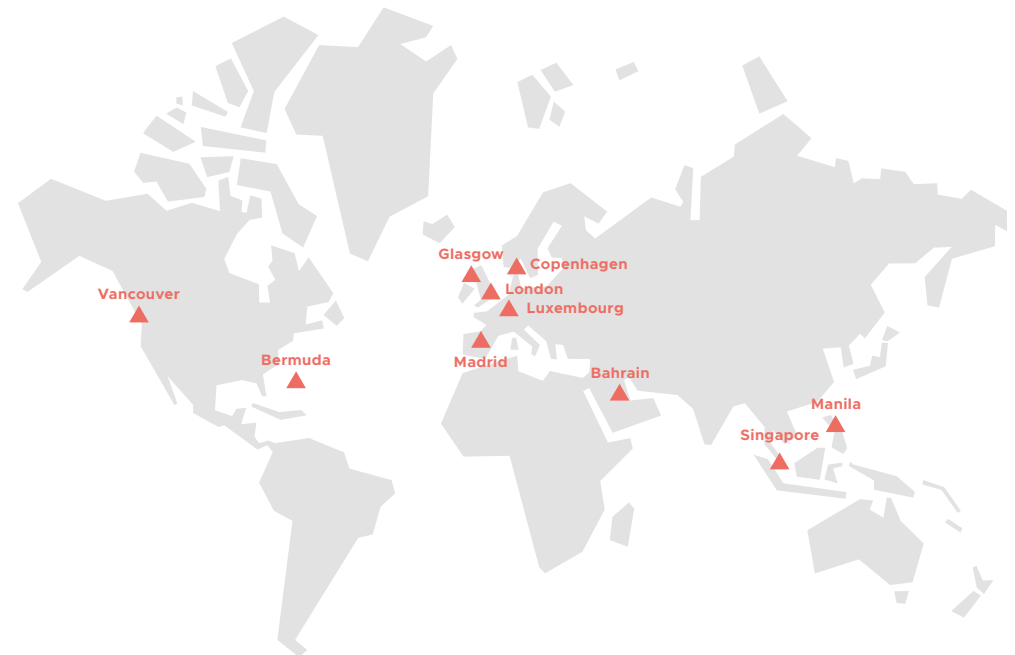 Glasgow
Copenhagen
Vancouver
London
Luxembourg
Bermuda
Madrid
Bahrain
Manila
Singapore